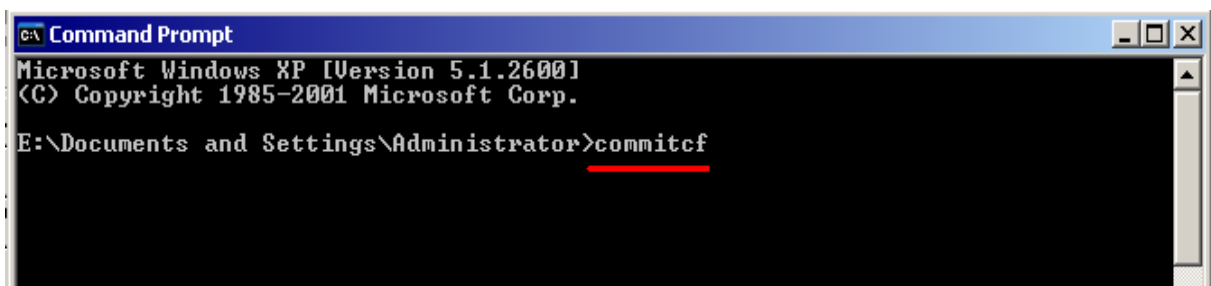 Command Prompt
Microsoft Windows XP [Version 5.1.2600]
(C) Copyright 1985-2001 Microsoft Corp.
E:\Documents and Settings\Administrator>commitcf